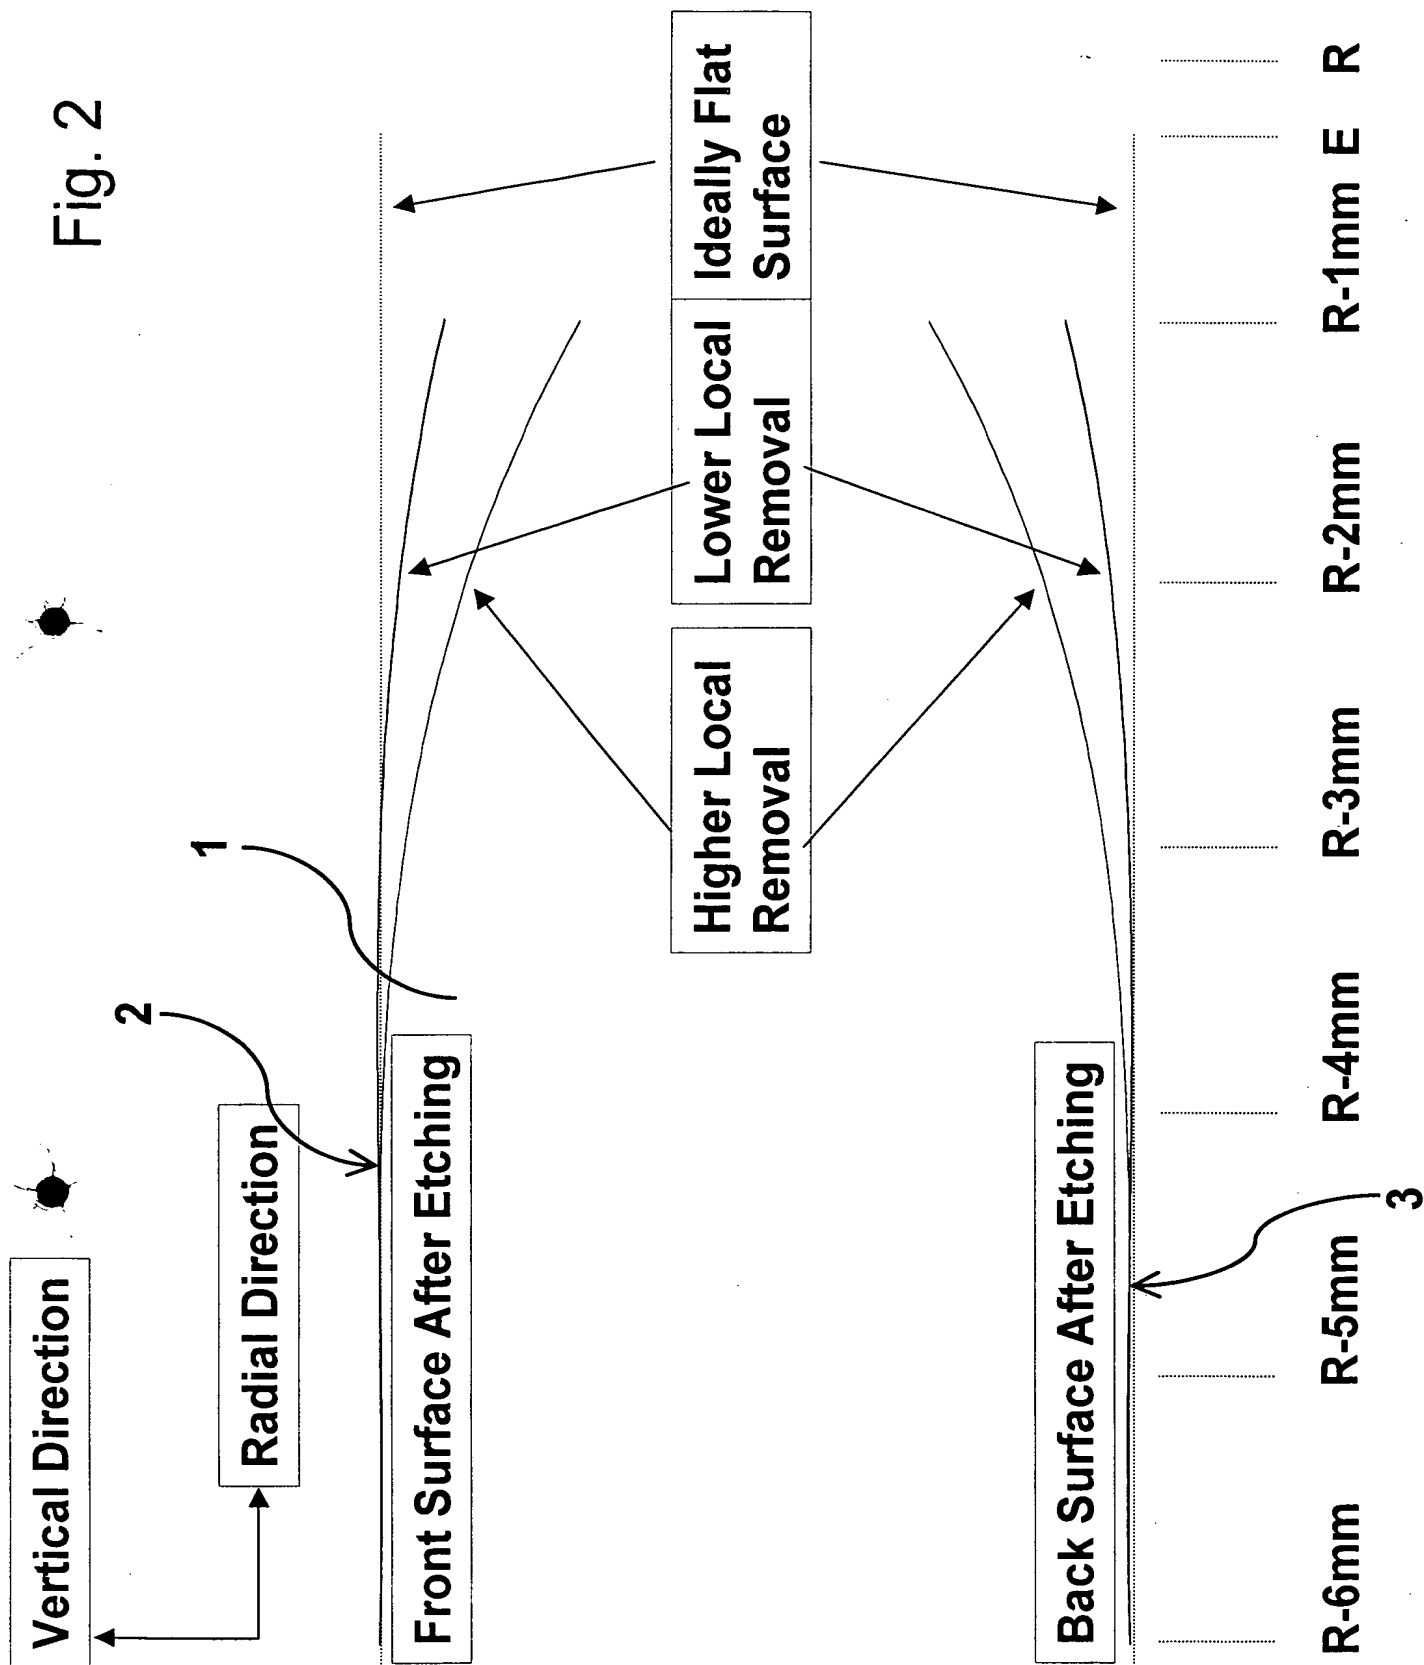 Fig. 2
Vertical Direction
Radial Direction
2
1
Front Surface After Etching
Higher Local
Removal
Lower Local
Removal
Ideally Flat
Surface
Back Surface After Etching
3
R-6mm
R-5mm
R-4mm
R-3mm
R-2mm
R-1mm
E
R